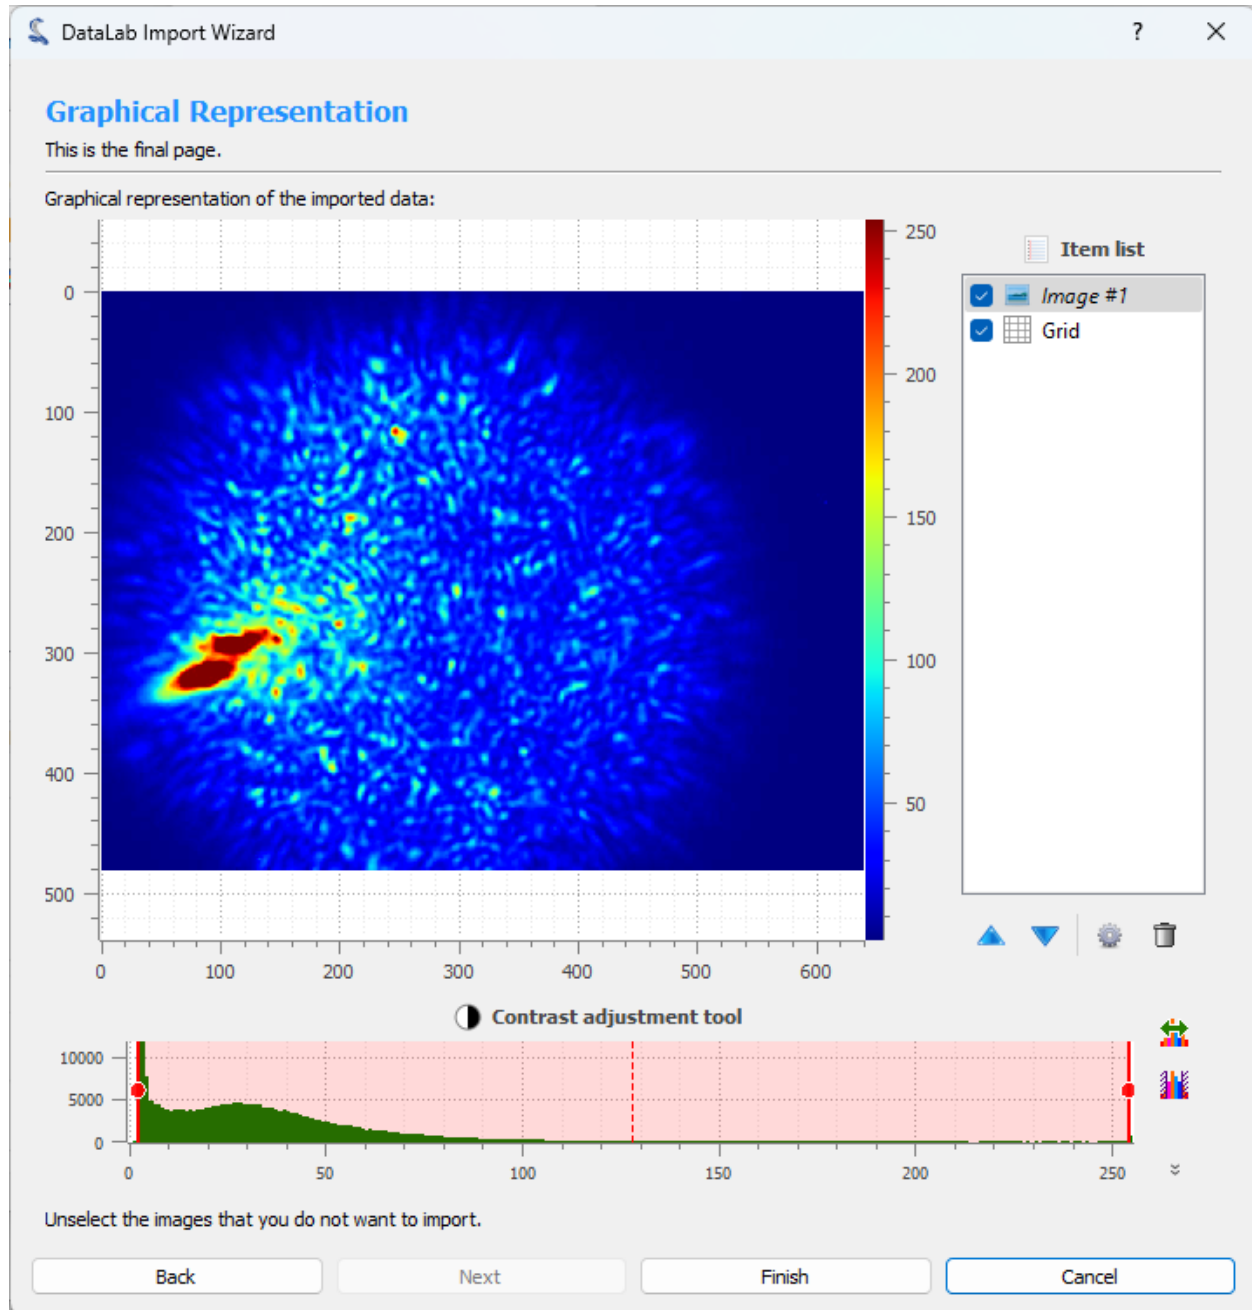 DataLab Import Wizard
?
Graphical Representation
This is the final page.
Graphical representation of the imported data:
0
100
200
300
400
500
0 100 200 300 400 500 600
250
200
150
100
50
Item list
Image #1
Grid
Contrast adjustment tool
10000
5000
0
0 50 100 150 200 250
Unselect the images that you do not want to import.
Back Next Finish Cancel